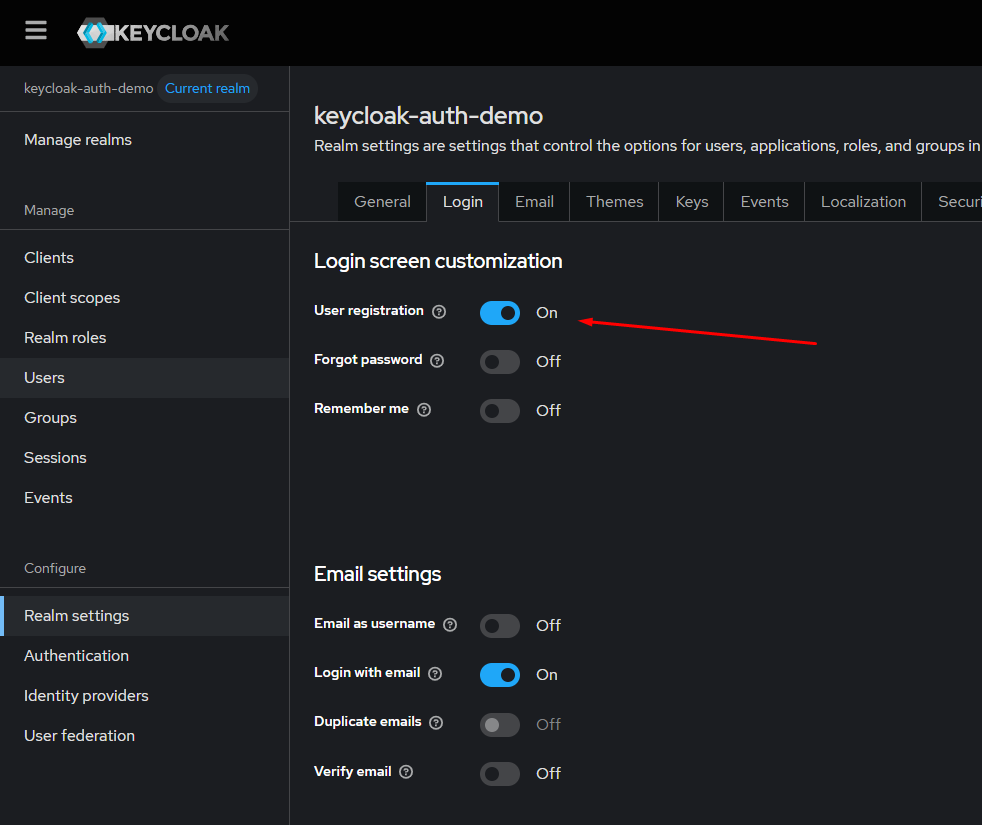 KEYCLOAK
keycloak-auth-demo Current realm
Manage realms
Manage
Clients
Client scopes
Realm roles
Users
Groups
Sessions
Events
Configure
Realm settings
Authentication
Identity providers
User federation
keycloak-auth-demo
Realm settings are settings that control the options for users, applications, roles, and groups in
General Login Email Themes Keys Events Localization Securi
Login screen customization
User registration ? On
Forgot password ? Off
Remember me ? Off
Email settings
Email as username ? Off
Login with email ? On
Duplicate emails ? Off
Verify email ? Off